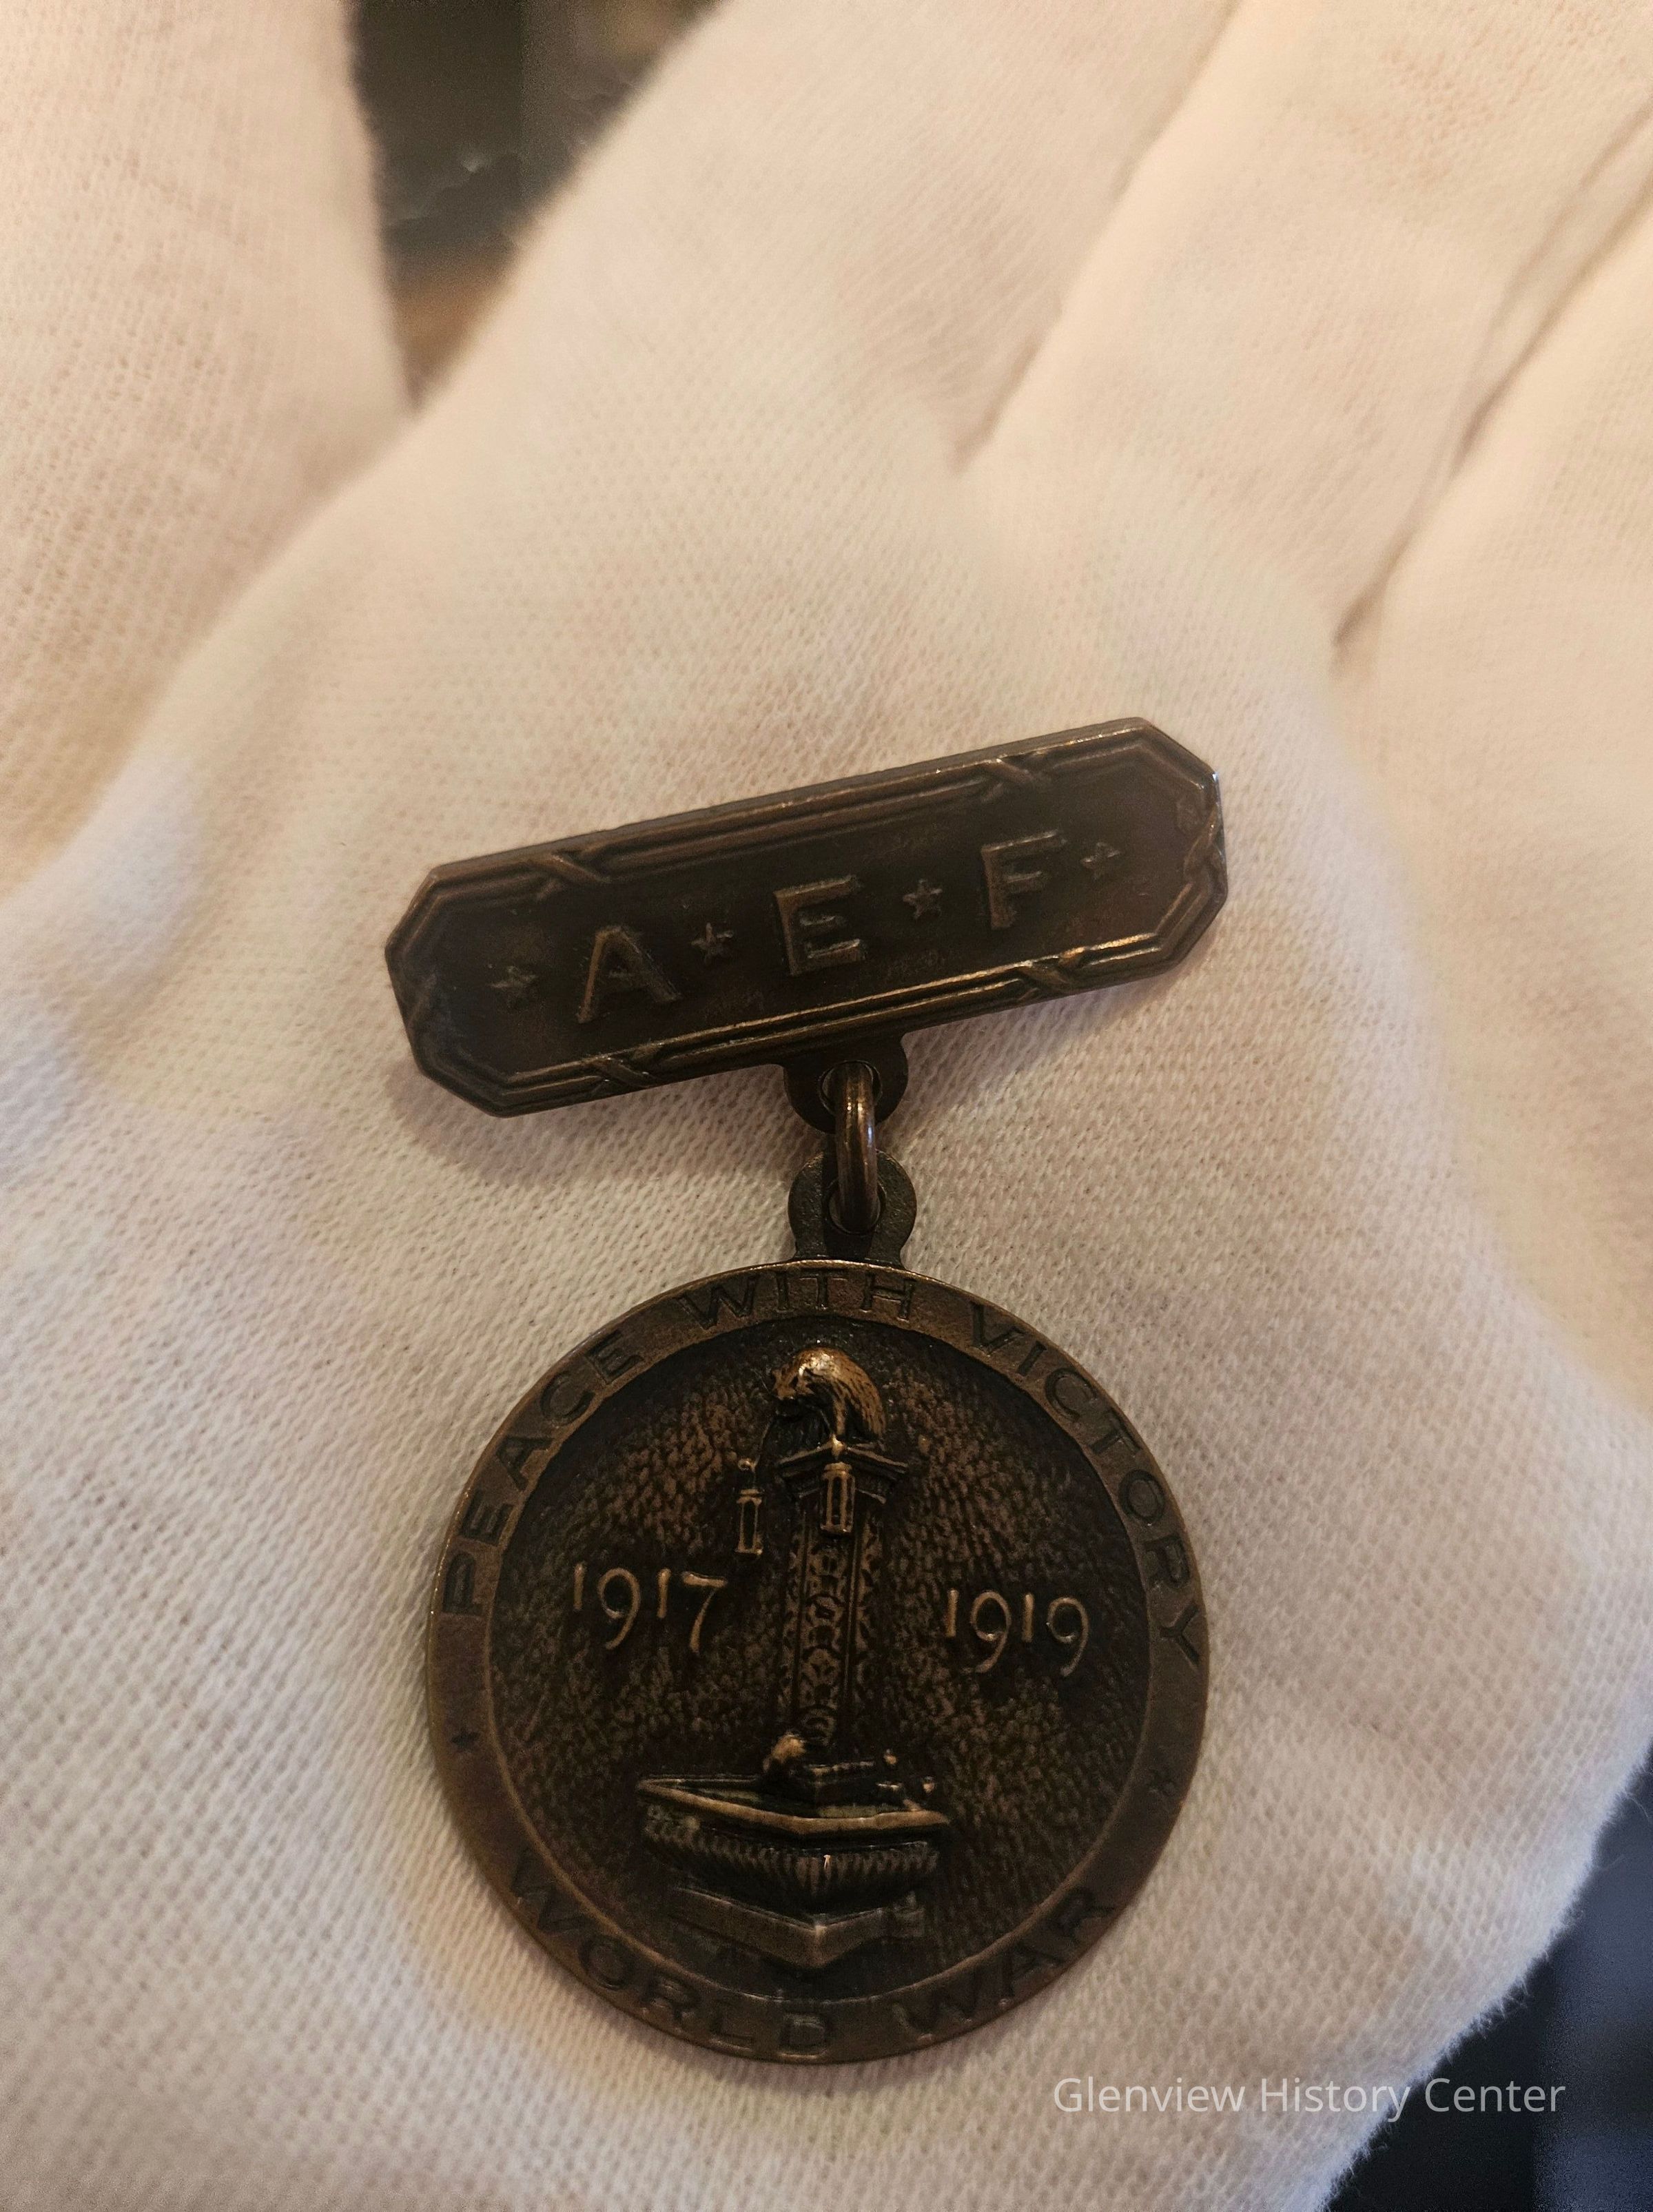 ★ A ★ E ★ F ★
PEACE WITH VICTORY
1917 1919
WORLD WAR
Glenview History Center